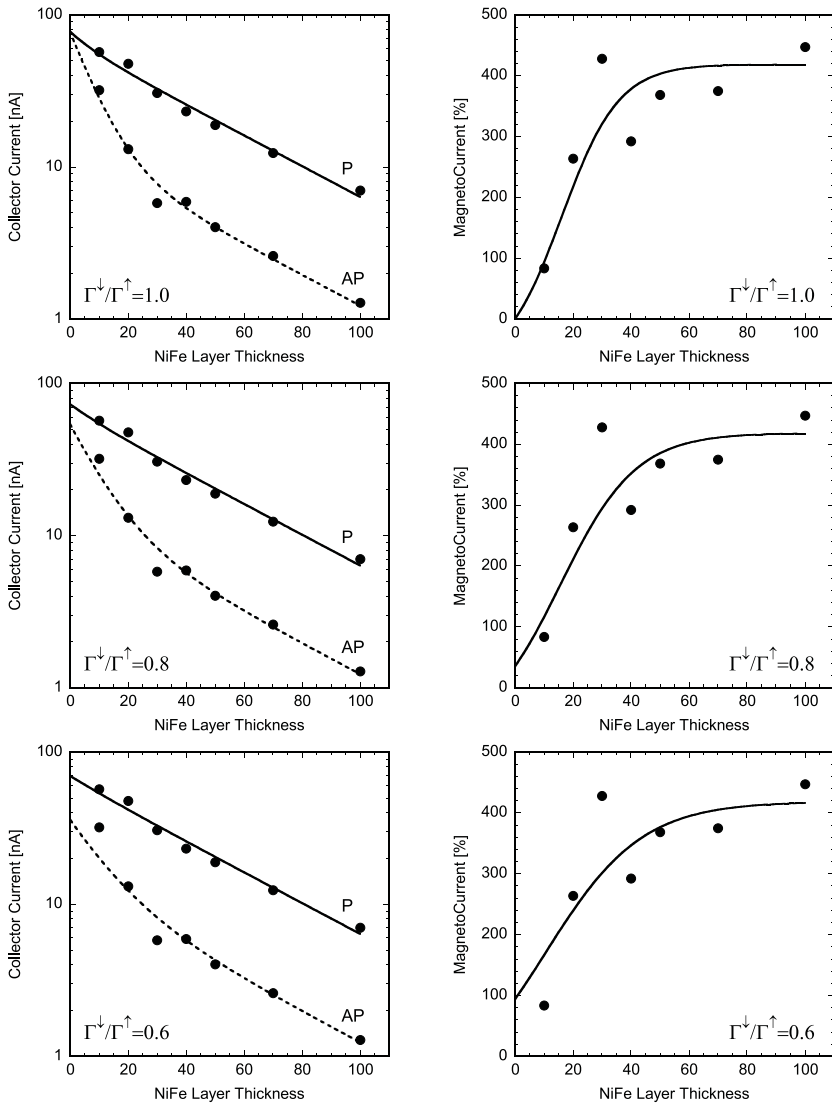 100
10
1
Collector Current [nA]
P
AP
Γ↓/Γ↑=1.0
0 20 40 60 80 100
NiFe Layer Thickness
500
400
300
200
100
0
MagnetoCurrent [%]
Γ↓/Γ↑=1.0
0 20 40 60 80 100
NiFe Layer Thickness
100
10
1
Collector Current [nA]
P
AP
Γ↓/Γ↑=0.8
0 20 40 60 80 100
NiFe Layer Thickness
500
400
300
200
100
0
MagnetoCurrent [%]
Γ↓/Γ↑=0.8
0 20 40 60 80 100
NiFe Layer Thickness
100
10
1
Collector Current [nA]
P
AP
Γ↓/Γ↑=0.6
0 20 40 60 80 100
NiFe Layer Thickness
500
400
300
200
100
0
MagnetoCurrent [%]
Γ↓/Γ↑=0.6
0 20 40 60 80 100
NiFe Layer Thickness